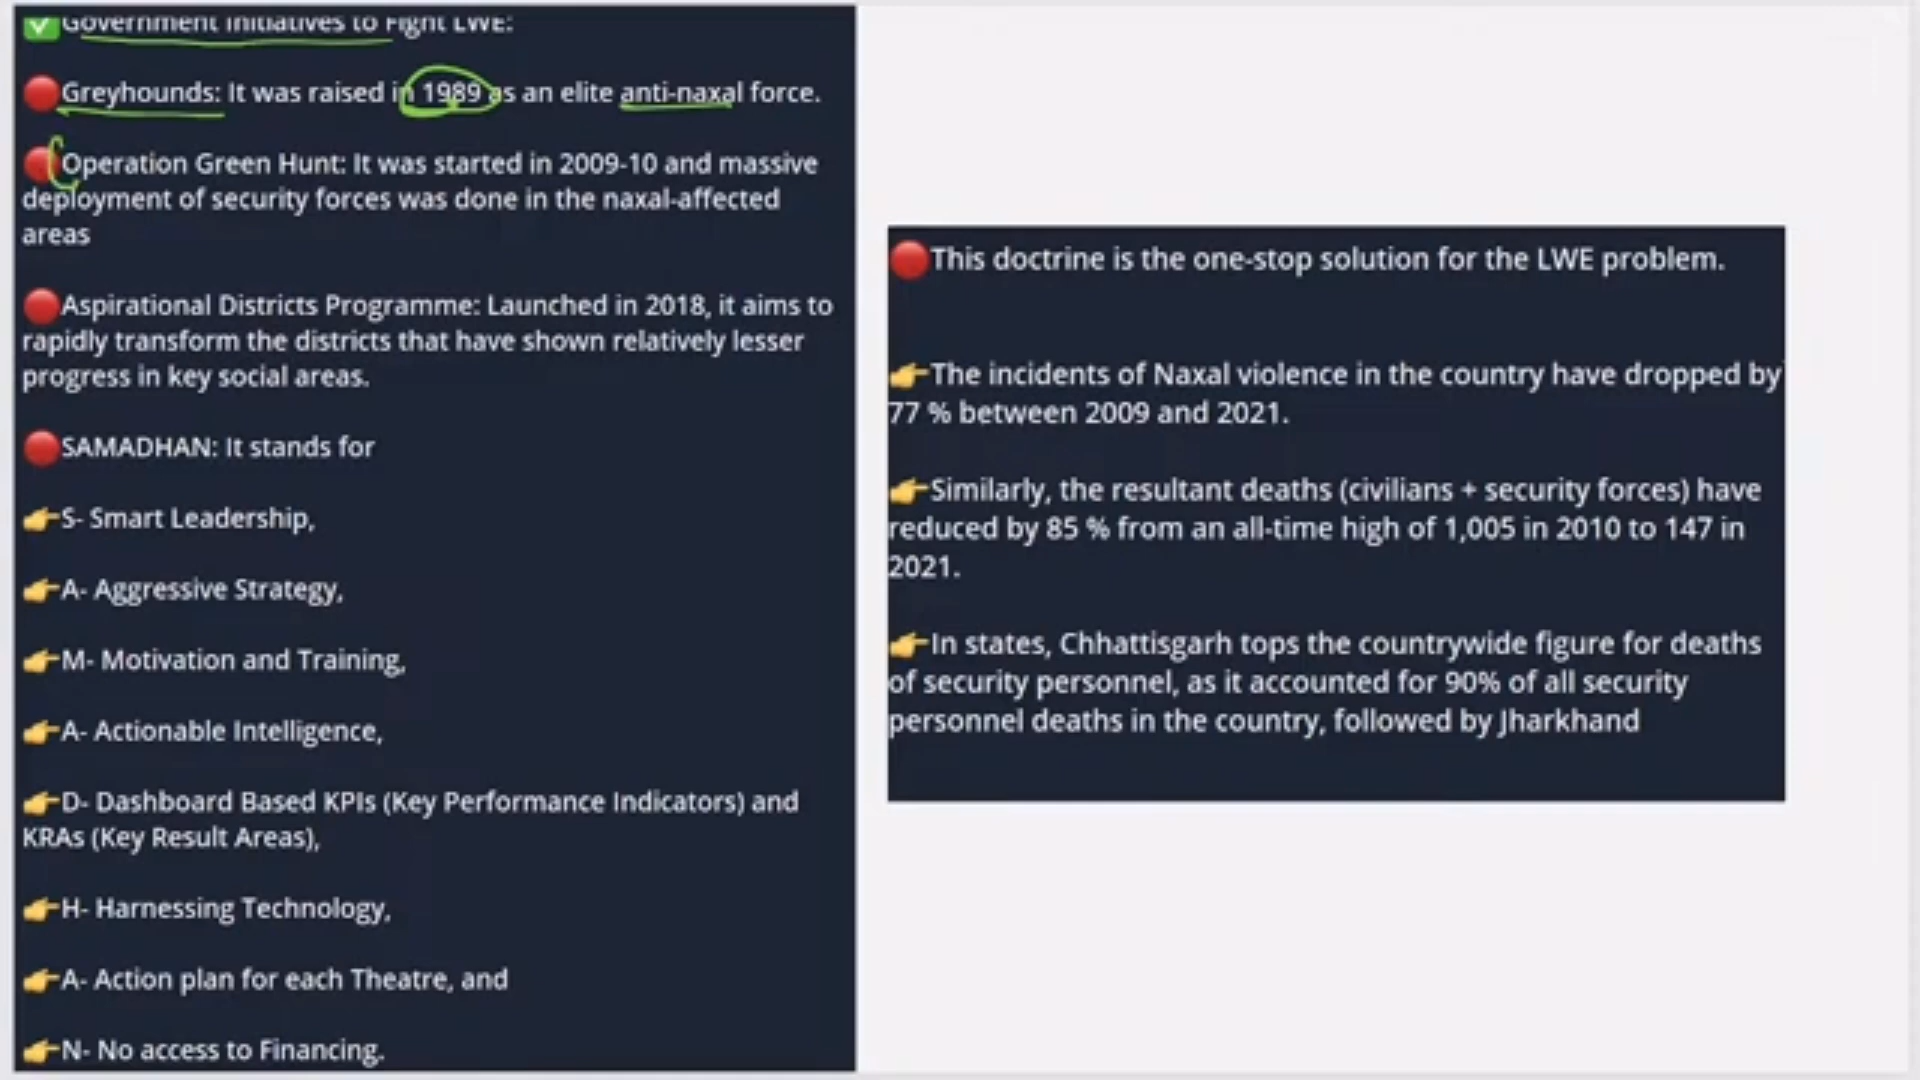 Government Initiatives to Fight LWE:
Greyhounds: It was raised in 1989 as an elite anti-naxal force.
Operation Green Hunt: It was started in 2009-10 and massive
deployment of security forces was done in the naxal-affected
areas
Aspirational Districts Programme: Launched in 2018, it aims to
rapidly transform the districts that have shown relatively lesser
progress in key social areas.
SAMADHAN: It stands for
S- Smart Leadership,
A- Aggressive Strategy,
M- Motivation and Training,
A- Actionable Intelligence,
D- Dashboard Based KPIs (Key Performance Indicators) and
KRAs (Key Result Areas),
H- Harnessing Technology,
A- Action plan for each Theatre, and
N- No access to Financing.
This doctrine is the one-stop solution for the LWE problem.
The incidents of Naxal violence in the country have dropped by
77 % between 2009 and 2021.
Similarly, the resultant deaths (civilians + security forces) have
reduced by 85 % from an all-time high of 1,005 in 2010 to 147 in
2021.
In states, Chhattisgarh tops the countrywide figure for deaths
of security personnel, as it accounted for 90% of all security
personnel deaths in the country, followed by Jharkhand